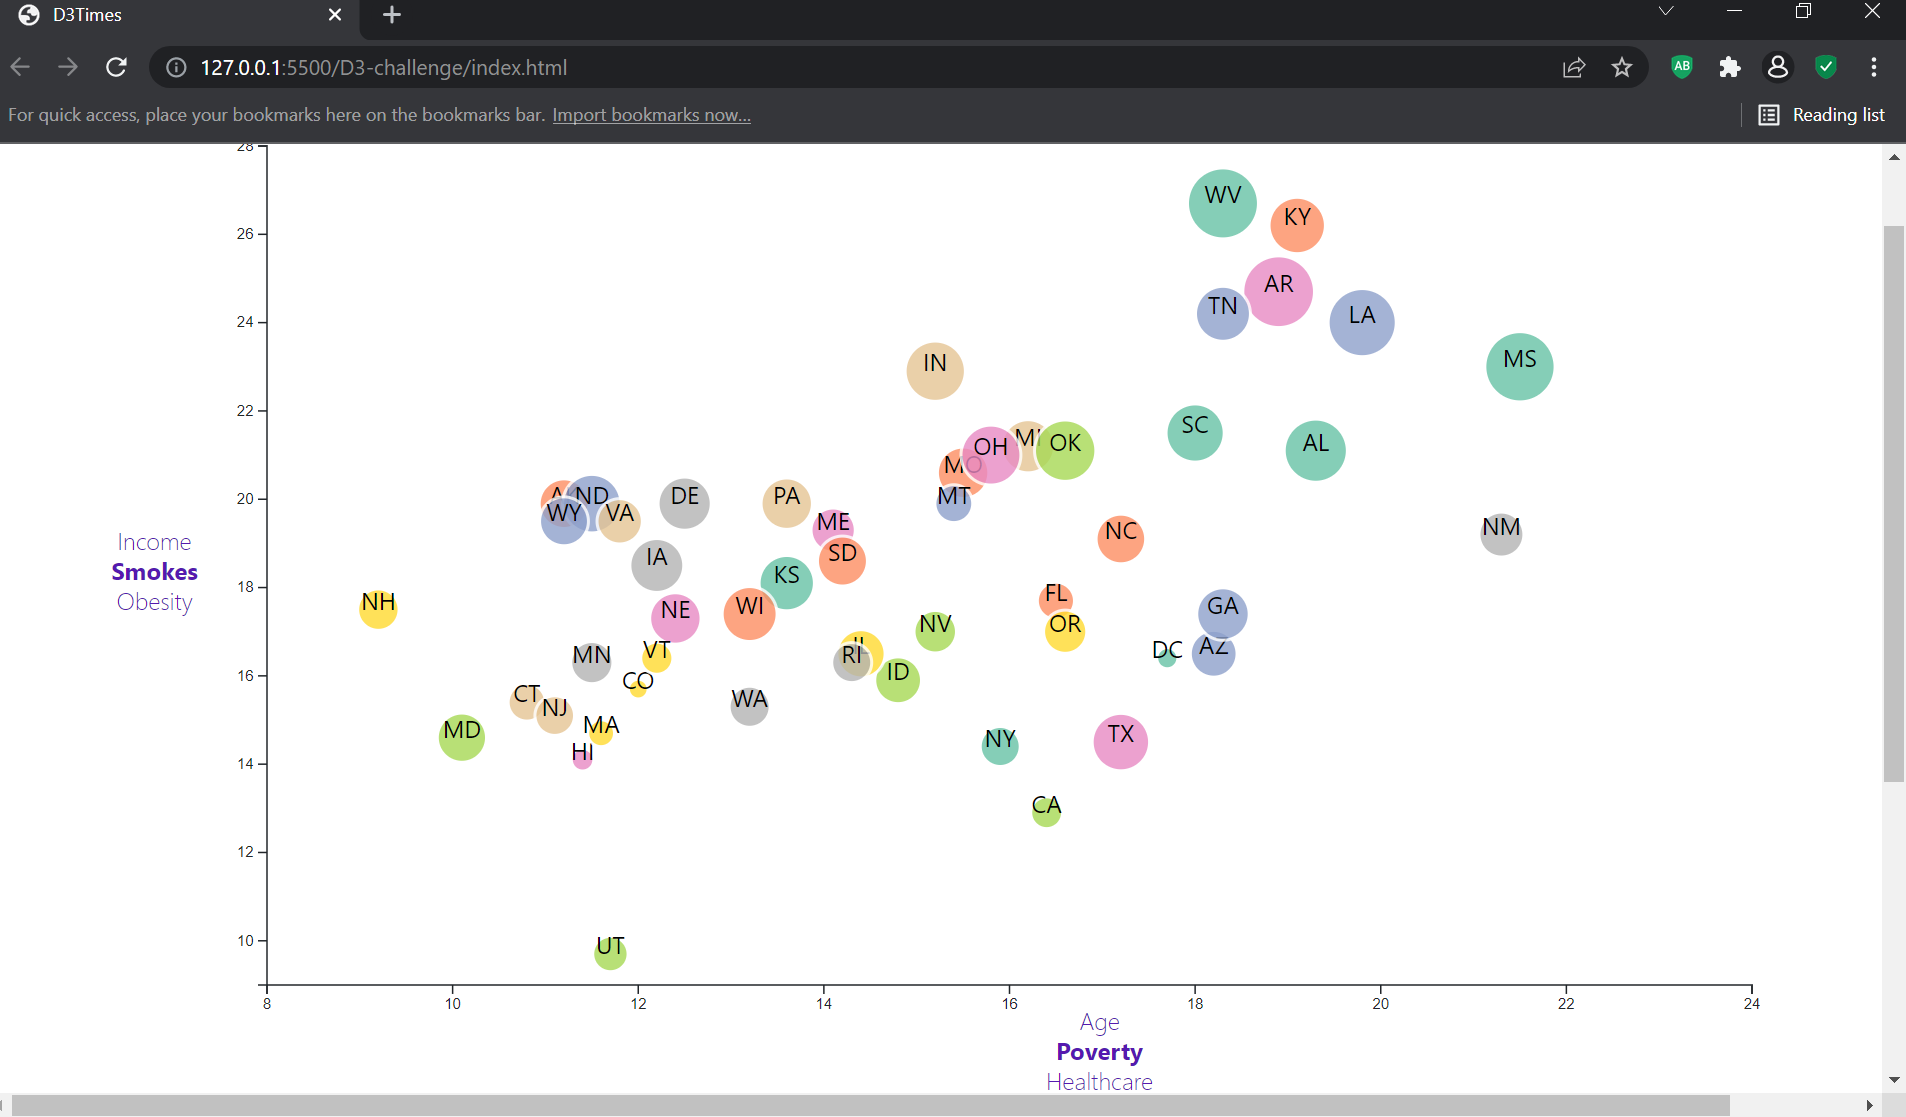 D3Times
127.0.0.1:5500/D3-challenge/index.html
AB
For quick access, place your bookmarks here on the bookmarks bar. Import bookmarks now...
Reading list
28
WV
KY
26
AR
TN
LA
24
MS
IN
22
SC
OH
MI
OK
AL
MO
20
ND
DE
PA
MT
WY
VA
ME
NC
NM
SD
IA
KS
Income
Smokes
Obesity
18
NH
NE
WI
FL
GA
NV
OR
MN
VT
IL
RI
DC
AZ
16
CO
ID
CT
NJ
WA
MD
MA
NY
TX
HI
14
CA
12
UT
10
8 10 12 14 16 18 20 22 24
Age
Poverty
Healthcare